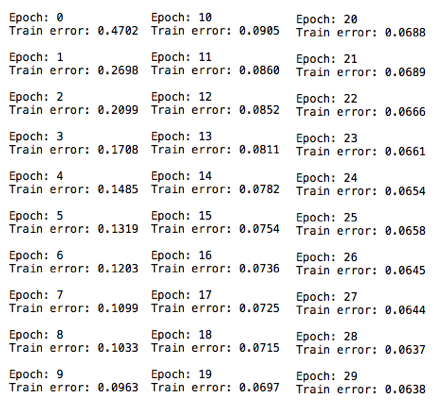 Epoch: 0
Train error: 0.4702
Epoch: 1
Train error: 0.2698
Epoch: 2
Train error: 0.2099
Epoch: 3
Train error: 0.1708
Epoch: 4
Train error: 0.1485
Epoch: 5
Train error: 0.1319
Epoch: 6
Train error: 0.1203
Epoch: 7
Train error: 0.1099
Epoch: 8
Train error: 0.1033
Epoch: 9
Train error: 0.0963
Epoch: 10
Train error: 0.0905
Epoch: 11
Train error: 0.0860
Epoch: 12
Train error: 0.0852
Epoch: 13
Train error: 0.0811
Epoch: 14
Train error: 0.0782
Epoch: 15
Train error: 0.0754
Epoch: 16
Train error: 0.0736
Epoch: 17
Train error: 0.0725
Epoch: 18
Train error: 0.0715
Epoch: 19
Train error: 0.0697
Epoch: 20
Train error: 0.0688
Epoch: 21
Train error: 0.0689
Epoch: 22
Train error: 0.0666
Epoch: 23
Train error: 0.0661
Epoch: 24
Train error: 0.0654
Epoch: 25
Train error: 0.0658
Epoch: 26
Train error: 0.0645
Epoch: 27
Train error: 0.0644
Epoch: 28
Train error: 0.0637
Epoch: 29
Train error: 0.0638